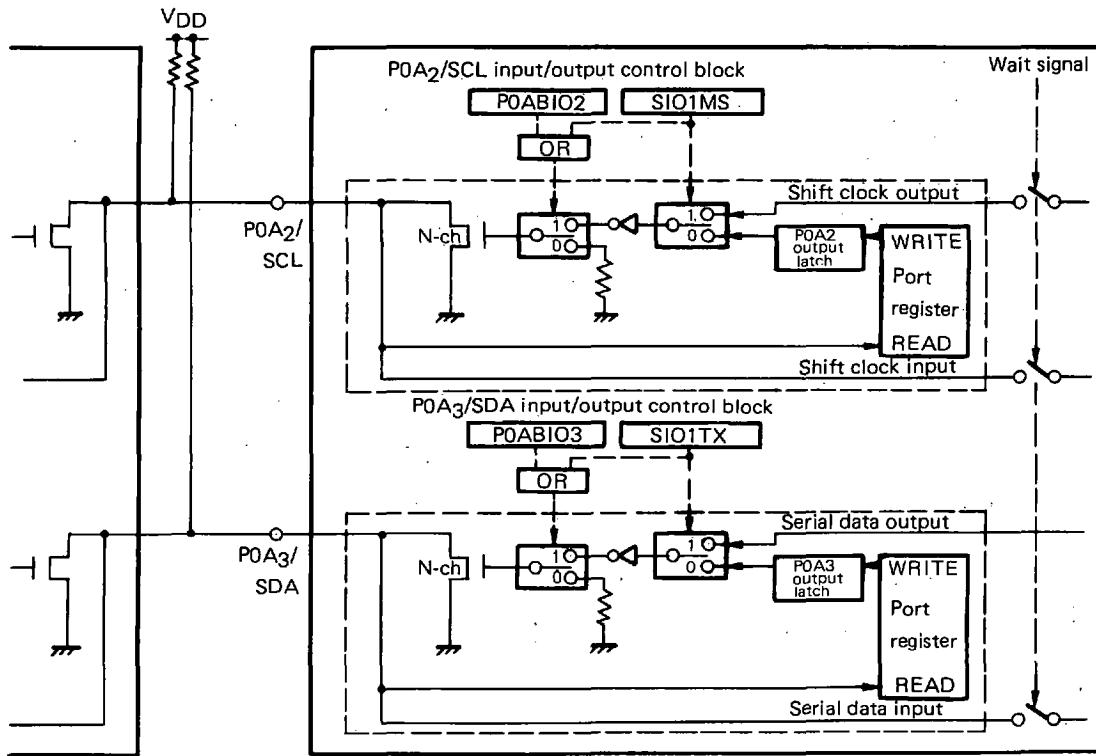 VDD
P0A2/SCL input/output control block
Wait signal
P0ABIO2
SIO1MS
OR
Shift clock output
P0A2/
SCL
N-ch
1
0
1
0
P0A2
output
latch
WRITE
Port
register
READ
Shift clock input
P0A3/SDA input/output control block
P0ABIO3
SIO1TX
OR
Serial data output
P0A3/
SDA
N-ch
1
0
1
0
P0A3
output
latch
WRITE
Port
register
READ
Serial data input